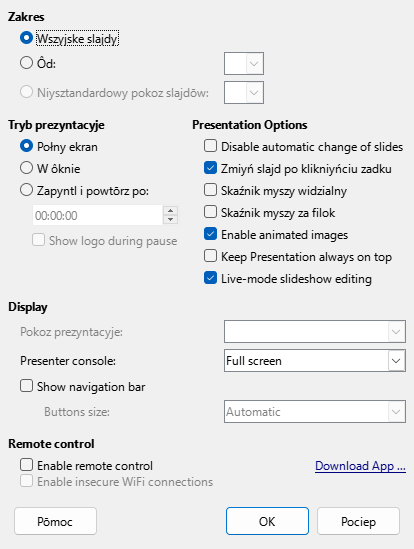 Zakres
Wszyjske slajdy
Ôd:
Niysztandardowy pokoz slajdōw:
Tryb prezyntacyje
Połny ekran
W ôknie
Zapyntl i powtōrz po:
00:00:00
Show logo during pause
Presentation Options
Disable automatic change of slides
Zmiyń slajd po klikniyńciu zadku
Skaźnik myszy widzialny
Skaźnik myszy za filok
Enable animated images
Keep Presentation always on top
Live-mode slideshow editing
Display
Pokoz prezyntacyje:
Presenter console: Full screen
Show navigation bar
Buttons size: Automatic
Remote control
Enable remote control Download App ...
Enable insecure WiFi connections
Pōmoc OK Pociep